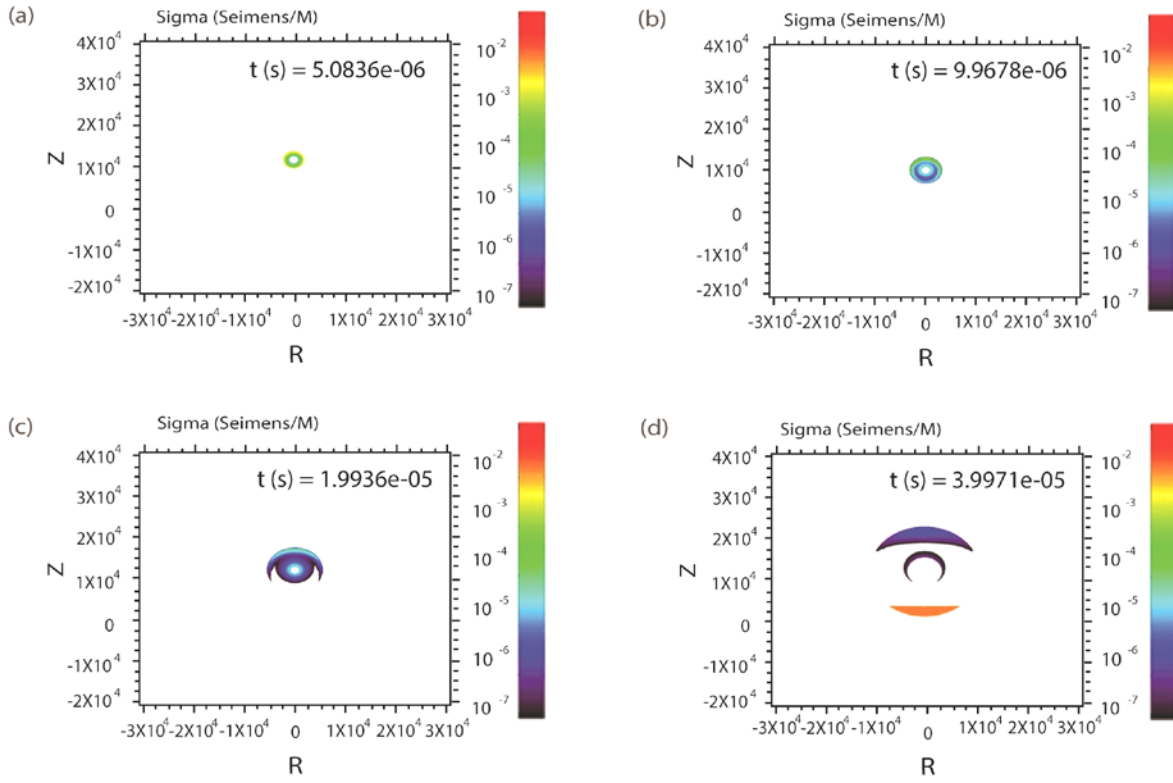 (a)
Sigma (Seimens/M)
t (s) = 5.0836e-06
4X10⁴
3X10⁴
2X10⁴
1X10⁴
0
-1X10⁴
-2X10⁴
Z
-3X10⁴ -2X10⁴ -1X10⁴ 0 1X10⁴ 2X10⁴ 3X10⁴
R
10⁻²
10⁻³
10⁻⁴
10⁻⁵
10⁻⁶
10⁻⁷
(b)
Sigma (Seimens/M)
t (s) = 9.9678e-06
4X10⁴
3X10⁴
2X10⁴
1X10⁴
0
-1X10⁴
-2X10⁴
Z
-3X10⁴ -2X10⁴ -1X10⁴ 0 1X10⁴ 2X10⁴ 3X10⁴
R
10⁻²
10⁻³
10⁻⁴
10⁻⁵
10⁻⁶
10⁻⁷
(c)
Sigma (Seimens/M)
t (s) = 1.9936e-05
4X10⁴
3X10⁴
2X10⁴
1X10⁴
0
-1X10⁴
-2X10⁴
Z
-3X10⁴ -2X10⁴ -1X10⁴ 0 1X10⁴ 2X10⁴ 3X10⁴
R
10⁻²
10⁻³
10⁻⁴
10⁻⁵
10⁻⁶
10⁻⁷
(d)
Sigma (Seimens/M)
t (s) = 3.9971e-05
4X10⁴
3X10⁴
2X10⁴
1X10⁴
0
-1X10⁴
-2X10⁴
Z
-3X10⁴ -2X10⁴ -1X10⁴ 0 1X10⁴ 2X10⁴ 3X10⁴
R
10⁻²
10⁻³
10⁻⁴
10⁻⁵
10⁻⁶
10⁻⁷